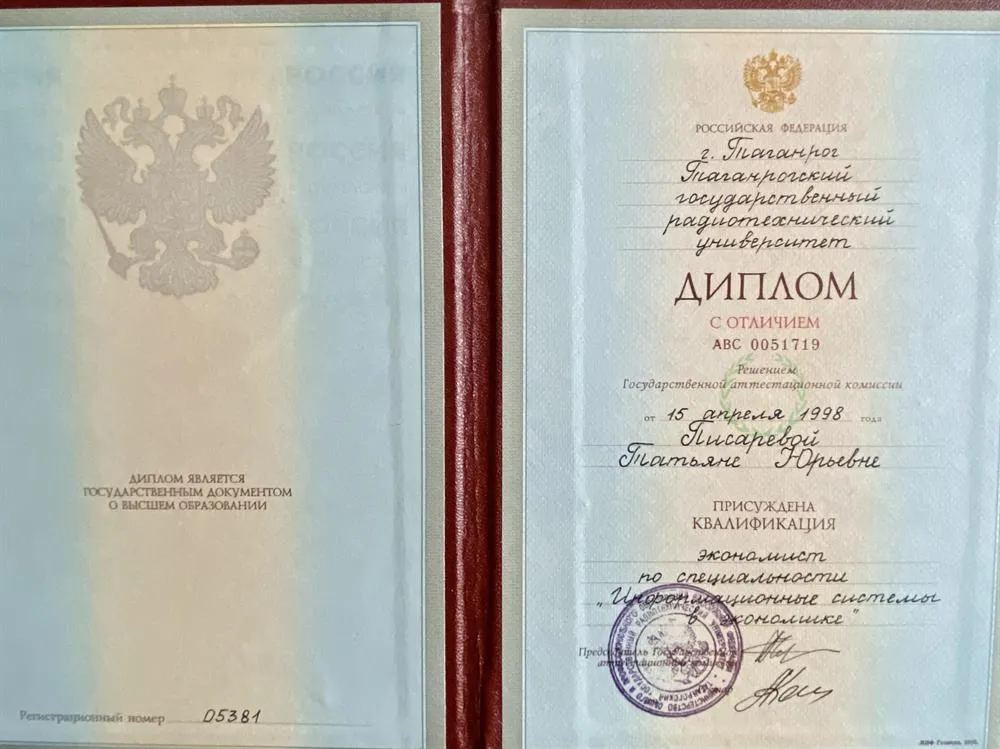 ДИПЛОМ ЯВЛЯЕТСЯ
ГОСУДАРСТВЕННЫМ ДОКУМЕНТОМ
О ВЫСШЕМ ОБРАЗОВАНИИ
Регистрационный номер 05381
РОССИЙСКАЯ ФЕДЕРАЦИЯ
г. Таганрог
Таганрогский
государственный
радиотехнический
университет
ДИПЛОМ
С ОТЛИЧИЕМ
АВС 0051719
Решением
Государственной аттестационной комиссии
от 15 апреля 1998 года
Писаревой
Татьяне Юрьевне
ПРИСУЖДЕНА
КВАЛИФИКАЦИЯ
экономист
по специальности
„Информационные системы
в экономике"
Председатель Государственной
аттестационной комиссии